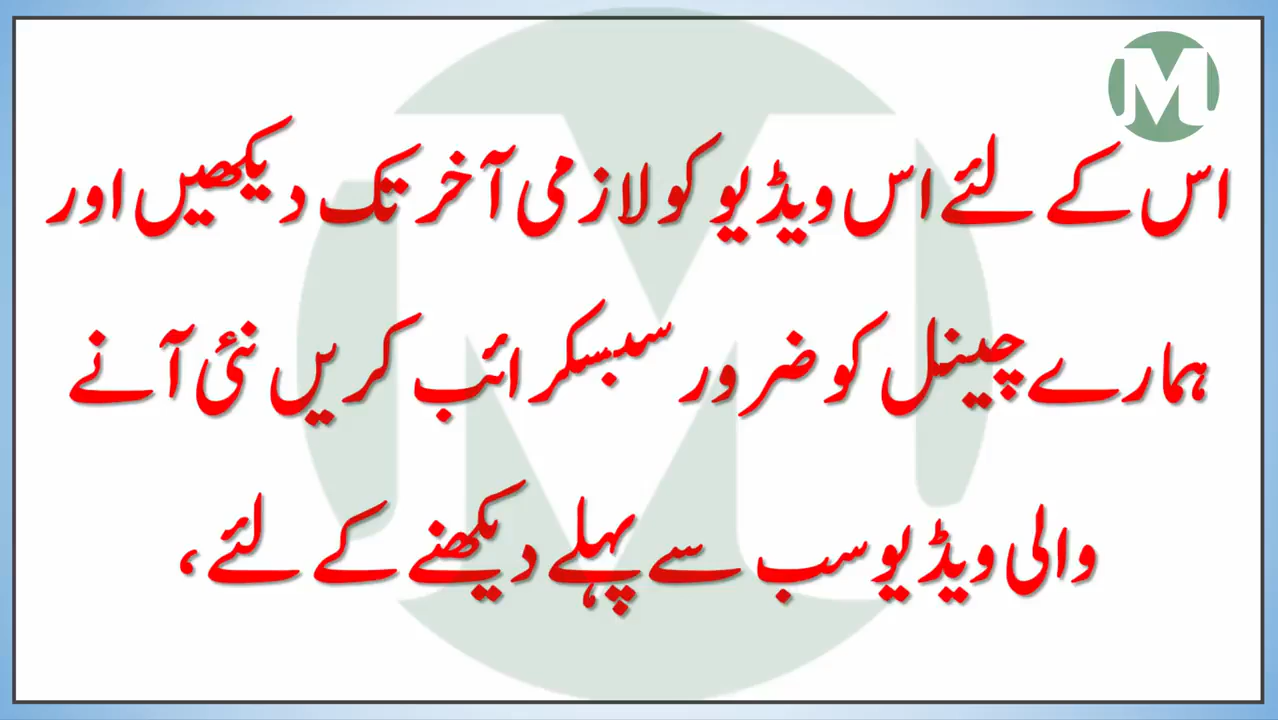 M
اس کے لئے اس ویڈیو کو لازمی آخر تک دیکھیں اور
ہمارے چینل کو ضرور سبسکرائب کریں نئی آنے
والی ویڈیو سب سے پہلے دیکھنے کے لئے،